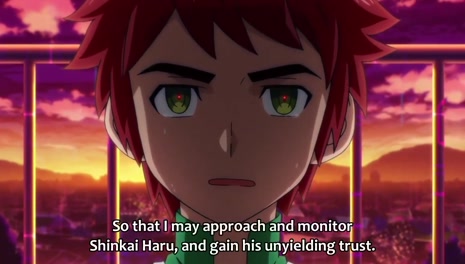 So that I may approach and monitor
Shinkai Haru, and gain his unyielding trust.